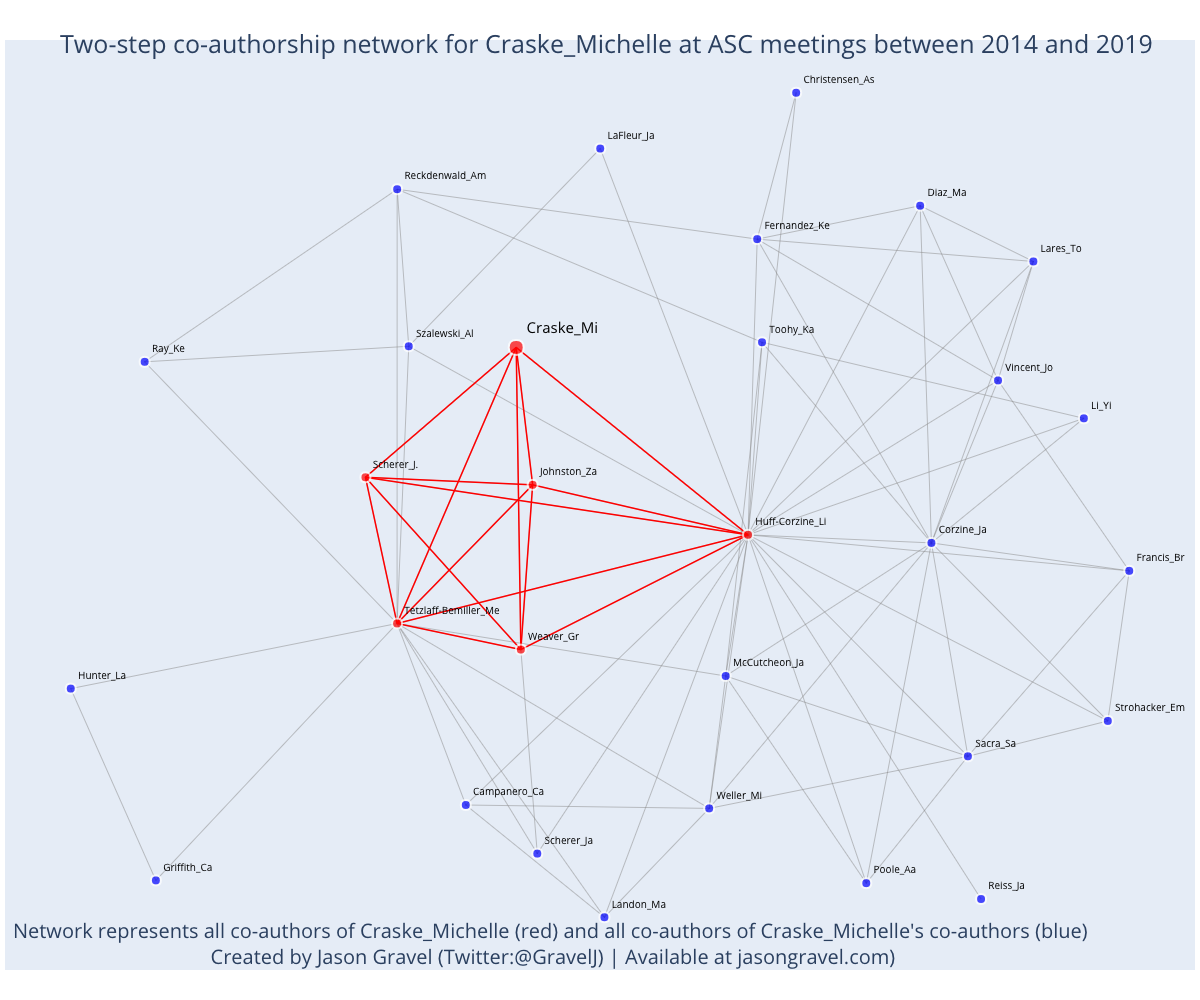 Two-step co-authorship network for Craske_Michelle at ASC meetings between 2014 and 2019
Christensen_As
LaFleur_Ja
Reckdenwald_Am
Diaz_Ma
Fernandez_Ke
Lares_To
Craske_Mi
Toohy_Ka
Szalewski_Al
Ray_Ke
Vincent_Jo
Li_Yi
Scherer_J.
Johnston_Za
Huff-Corzine_Li
Corzine_Ja
Francis_Br
Tetzlaff-Bemiller_Me
Weaver_Gr
McCutcheon_Ja
Hunter_La
Strohacker_Em
Sacra_Sa
Campanero_Ca
Weller_Mi
Scherer_Ja
Griffith_Ca
Poole_Aa
Reiss_Ja
Landon_Ma
Network represents all co-authors of Craske_Michelle (red) and all co-authors of Craske_Michelle's co-authors (blue)
Created by Jason Gravel (Twitter:@GravelJ) | Available at jasongravel.com)